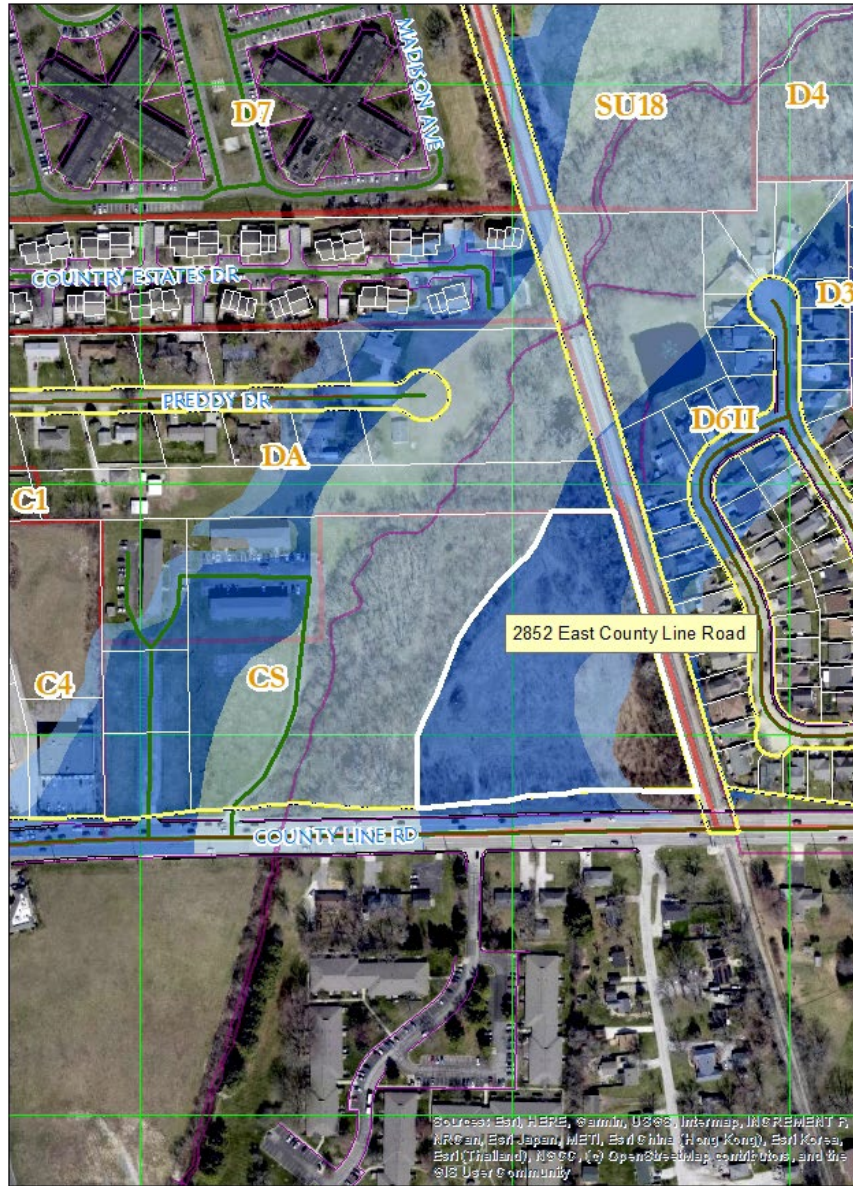 MADISON AVE
D7
SU18
D4
COUNTRY ESTATES DR
D3
PREDDY DR
D6II
DA
C1
2852 East County Line Road
C4
CS
COUNTY LINE RD
Sources: Esri, HERE, Garmin, USGS, Intermap, INCREMENT P,
NRCan, Esri Japan, METI, Esri China (Hong Kong), Esri Korea,
Esri (Thailand), NGCC, (c) OpenStreetMap contributors, and the
GIS User Community